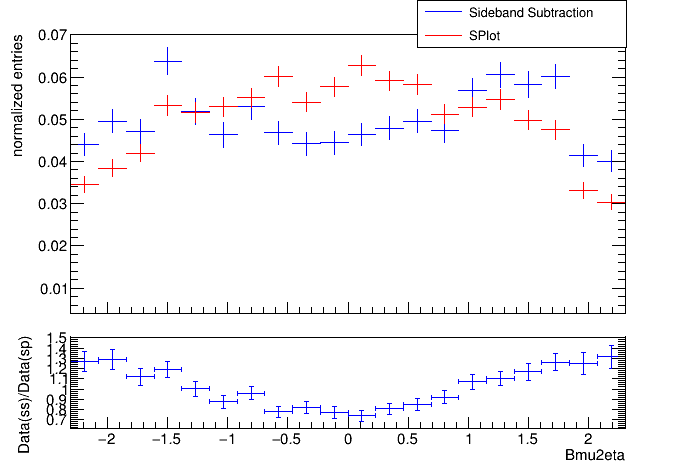 Sideband Subtraction
SPlot
normalized entries
0.07
0.06
0.05
0.04
0.03
0.02
0.01
Data(ss)/Data(sp)
1.5
1.4
1.3
1.2
1.1
1
0.9
0.8
0.7
−2 −1.5 −1 −0.5 0 0.5 1 1.5 2
Bmu2eta